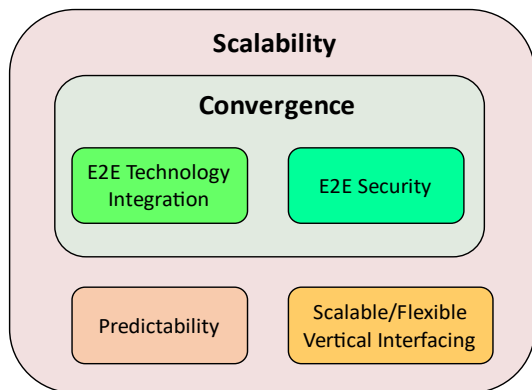 Scalability
Convergence
E2E Technology
Integration
E2E Security
Predictability
Scalable/Flexible
Vertical Interfacing